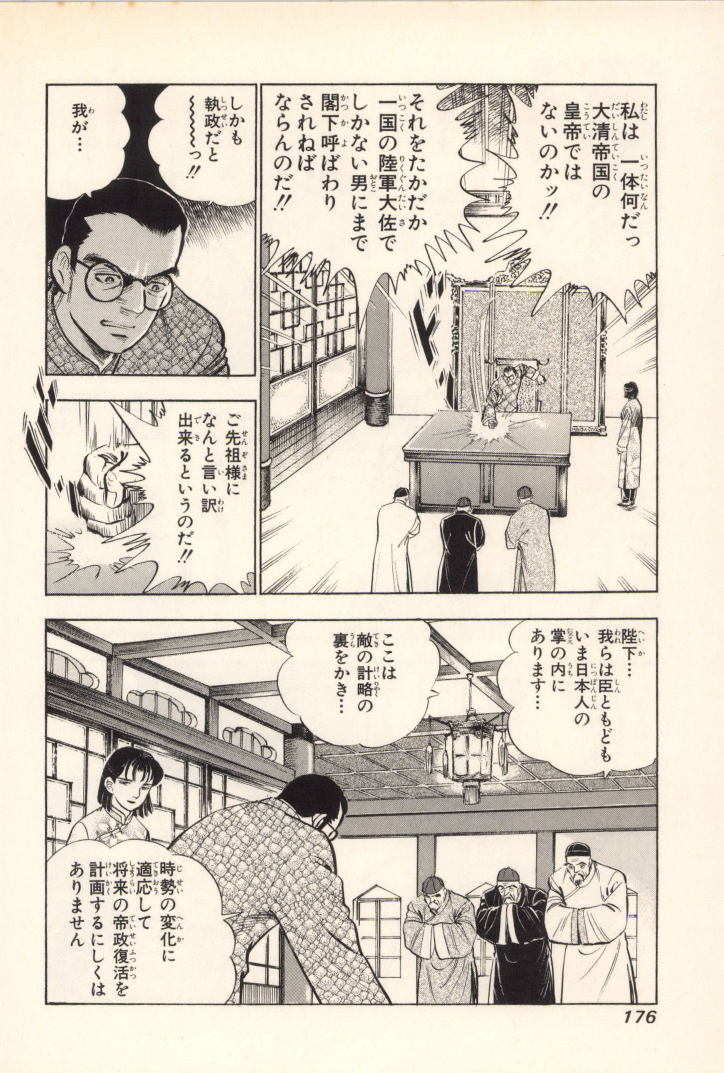 私は 一体何だっ
大清帝国の
皇帝では
ないのかッ!!
それをたかだか
一国の陸軍大佐で
しかない男にまで
閣下呼ばわり
されねば
ならんのだ!!
ドン
しかも
執政だと
〜〜〜っ!!
我が…
ご先祖様に
なんと言い訳
出来るというのだ!!
陛下…
我らは臣ともども
いま日本人の
掌の内に
あります…
ここは
敵の計略の
裏をかき…
時勢の変化に
適応して
将来の帝政復活を
計画するにしくは
ありません
176